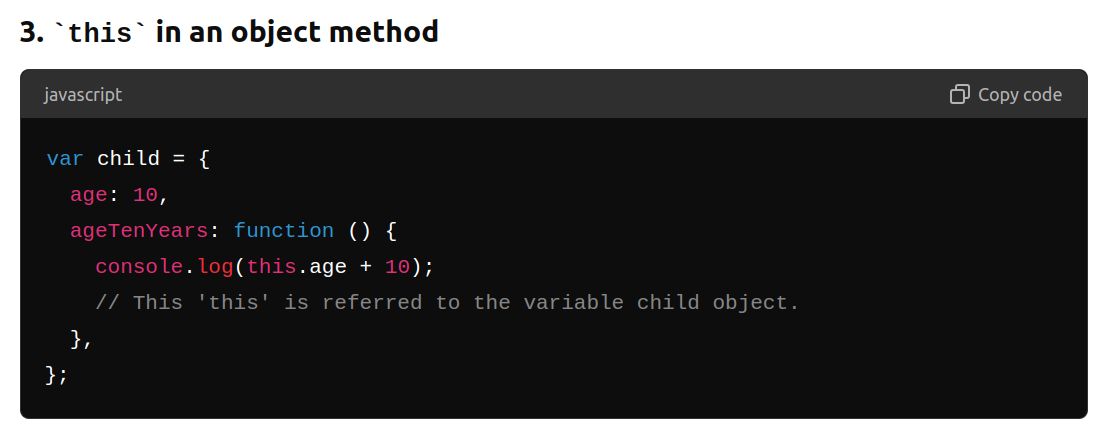 3. `this` in an object method
javascript Copy code
var child = {
  age: 10,
  ageTenYears: function () {
    console.log(this.age + 10);
    // This 'this' is referred to the variable child object.
  },
};